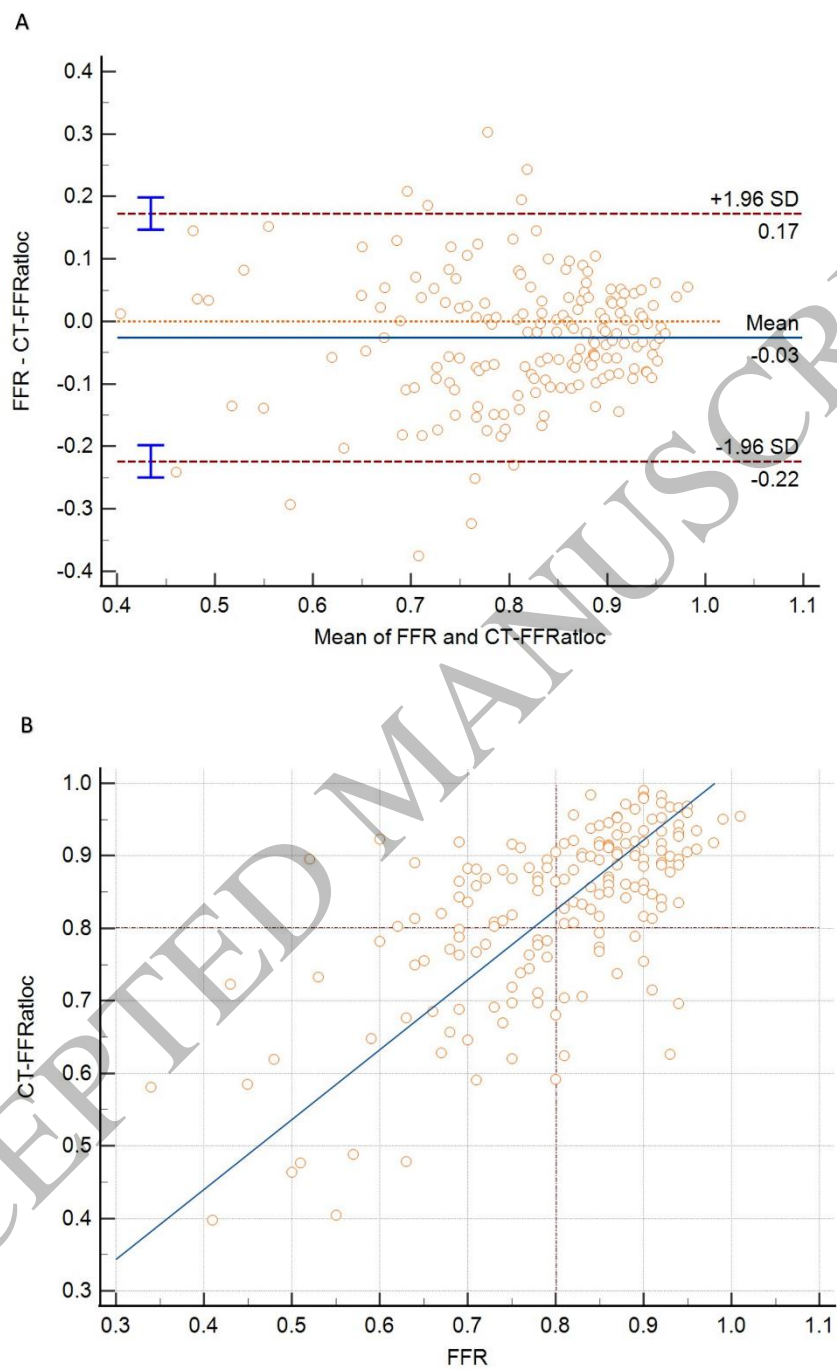 A
0.4
0.3
0.2
0.1
0.0
-0.1
-0.2
-0.3
-0.4
FFR - CT-FFRatloc
+1.96 SD
0.17
Mean
-0.03
-1.96 SD
-0.22
0.4 0.5 0.6 0.7 0.8 0.9 1.0 1.1
Mean of FFR and CT-FFRatloc
B
1.0
0.9
0.8
0.7
0.6
0.5
0.4
0.3
CT-FFRatloc
0.3 0.4 0.5 0.6 0.7 0.8 0.9 1.0 1.1
FFR
CEPTED MANUSCR